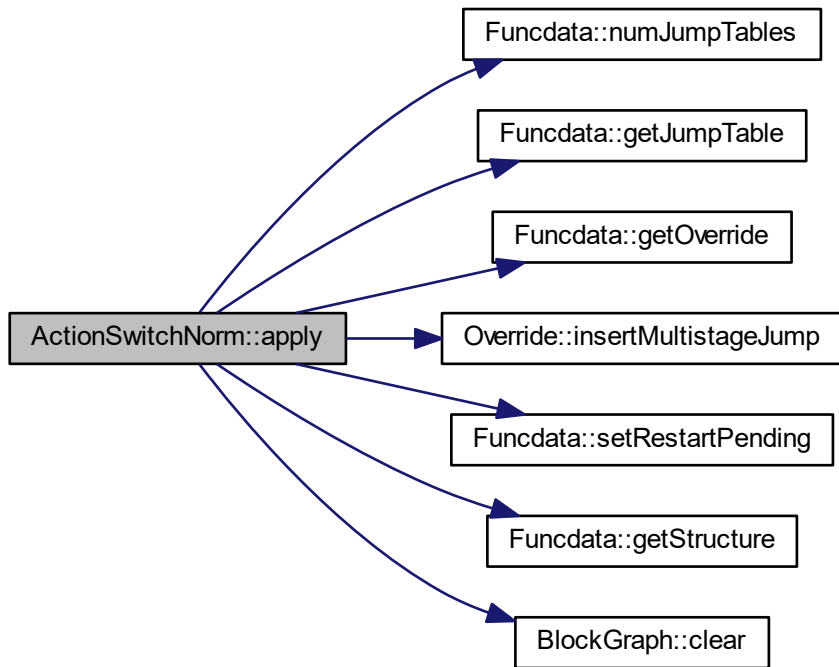 Funcdata::numJumpTables
Funcdata::getJumpTable
Funcdata::getOverride
ActionSwitchNorm::apply
Override::insertMultistageJump
Funcdata::setRestartPending
Funcdata::getStructure
BlockGraph::clear